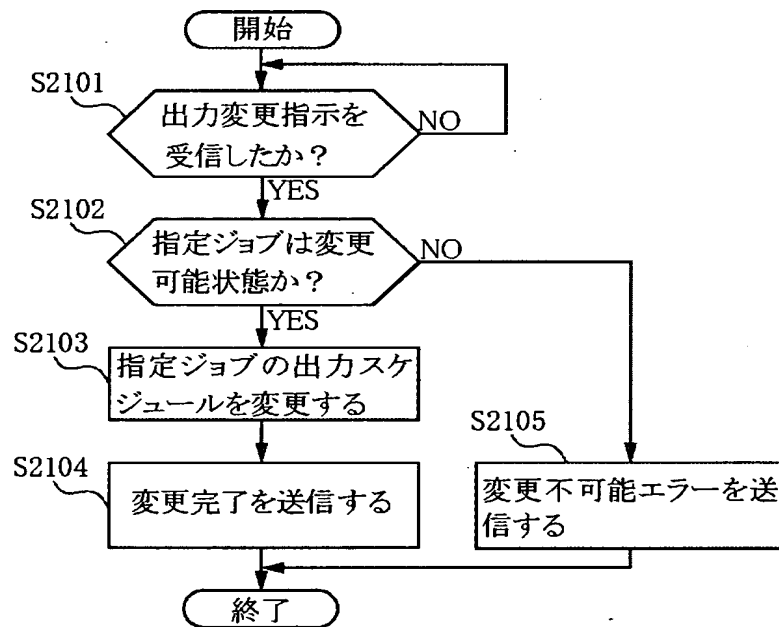 開始
S2101
出力変更指示を
受信したか？
NO
YES
S2102
指定ジョブは変更
可能状態か？
NO
YES
S2103
指定ジョブの出力スケ
ジュールを変更する
S2104
変更完了を送信する
S2105
変更不可能エラーを送
信する
終了